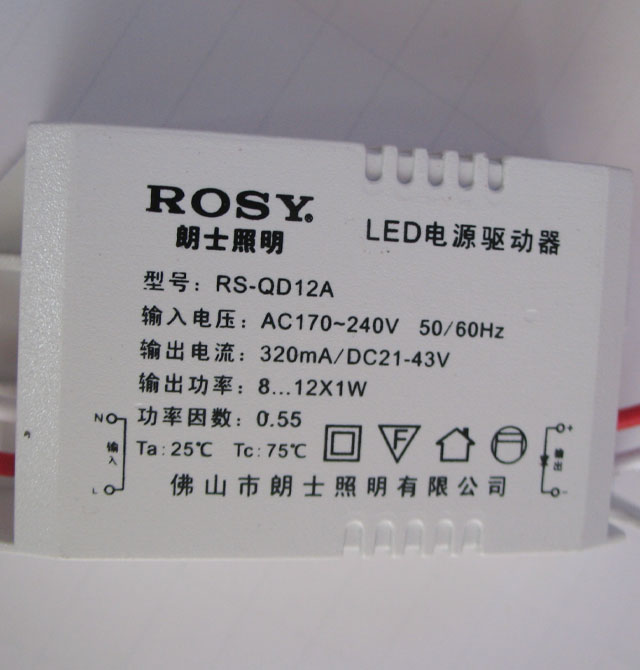 ROSY.
朗士照明
LED电源驱动器
型号：RS-QD12A
输入电压：AC170~240V 50/60Hz
输出电流：320mA/DC21-43V
输出功率：8...12X1W
功率因数：0.55
Ta:25℃ Tc:75℃
N
输入
L
F
+
输出
-
佛山市朗士照明有限公司